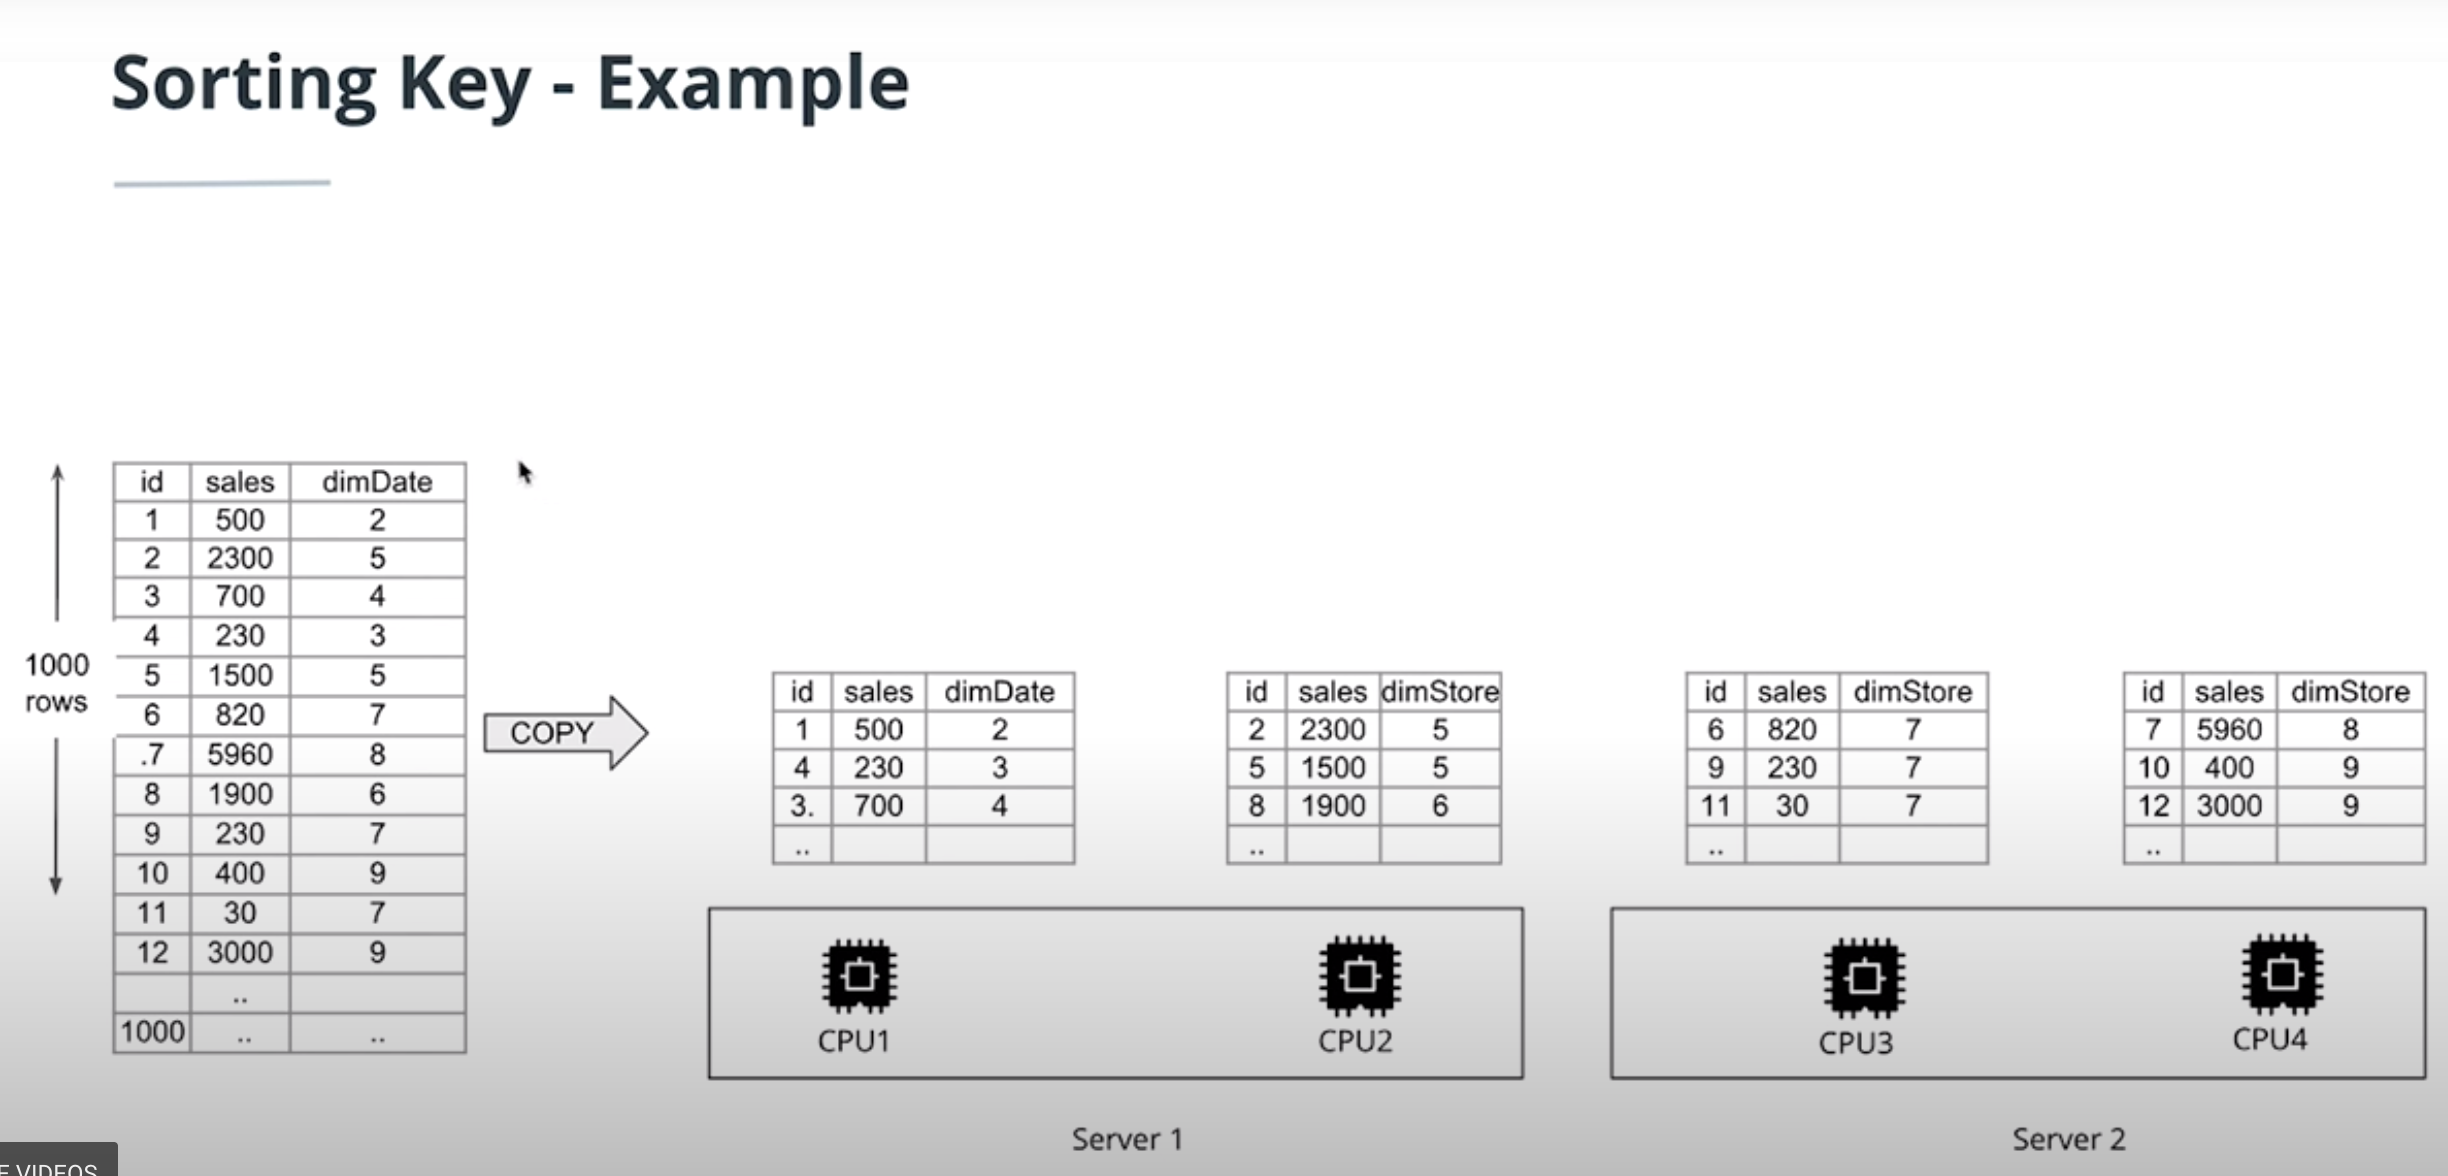 Sorting Key - Example
1000
rows
id sales dimDate
1 500 2
2 2300 5
3 700 4
4 230 3
5 1500 5
6 820 7
.7 5960 8
8 1900 6
9 230 7
10 400 9
11 30 7
12 3000 9
..
1000 .. ..
COPY
id sales dimDate
1 500 2
4 230 3
3. 700 4
..
id sales dimStore
2 2300 5
5 1500 5
8 1900 6
..
id sales dimStore
6 820 7
9 230 7
11 30 7
..
id sales dimStore
7 5960 8
10 400 9
12 3000 9
..
CPU1
CPU2
CPU3
CPU4
Server 1
Server 2
E VIDEOS